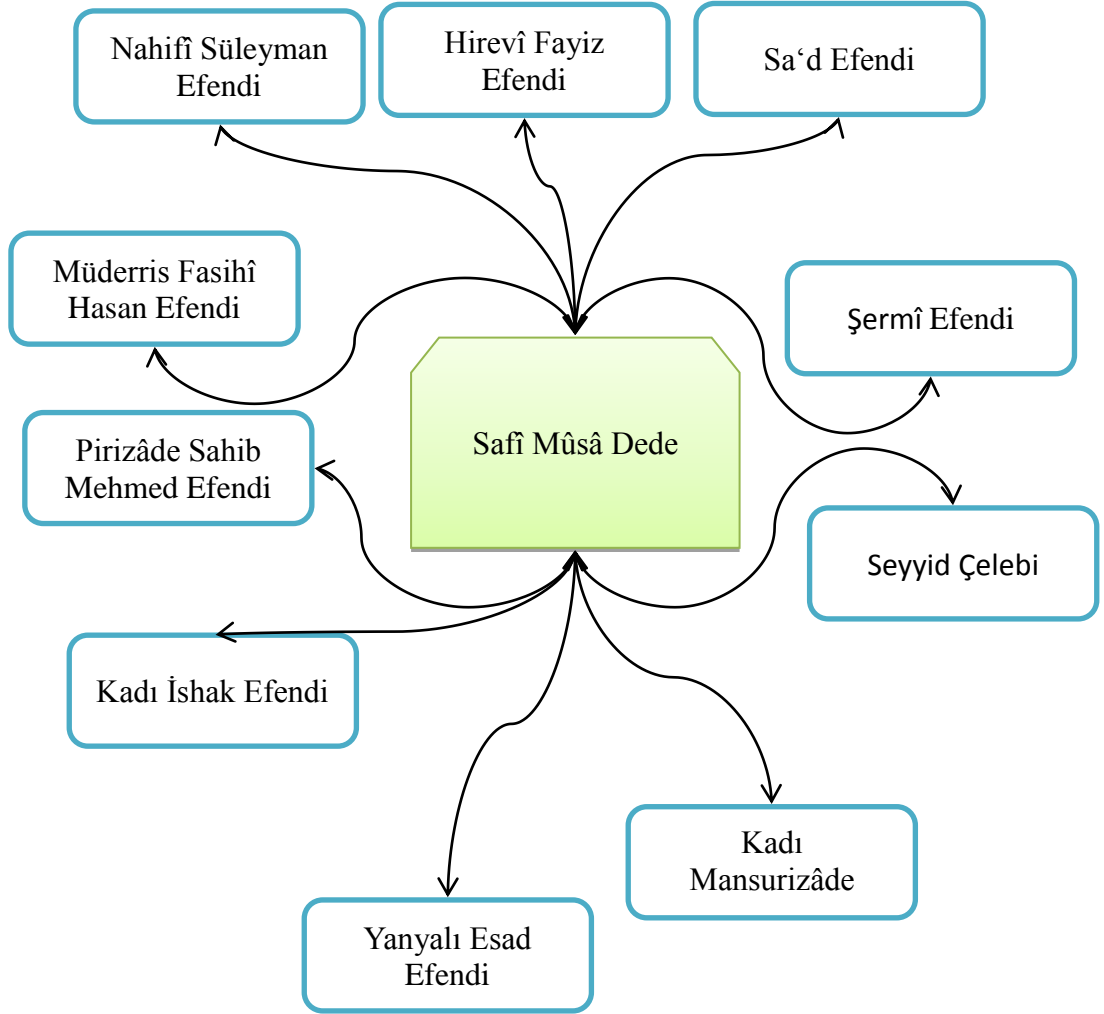 Nahifî Süleyman
Efendi
Hirevî Fayiz
Efendi
Sa‘d Efendi
Müderris Fasihî
Hasan Efendi
Şermî Efendi
Safî Mûsâ Dede
Pirizâde Sahib
Mehmed Efendi
Seyyid Çelebi
Kadı İshak Efendi
Kadı
Mansurizâde
Yanyalı Esad
Efendi